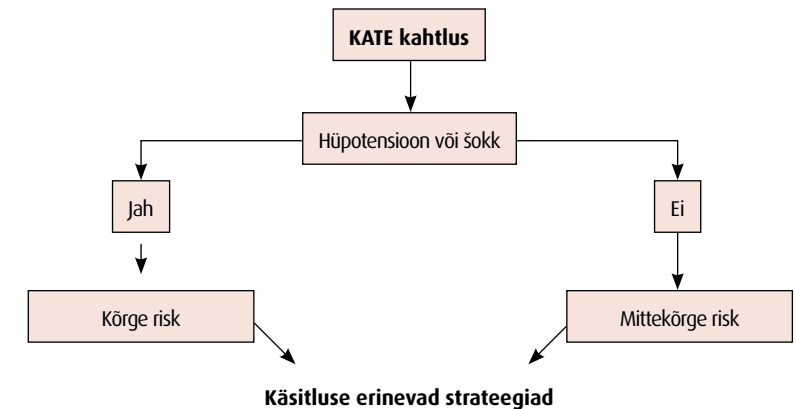 KATE kahtlus
Hüpotensioon või šokk
Jah
Ei
Kõrge risk
Mittekõrge risk
Käsitluse erinevad strateegiad